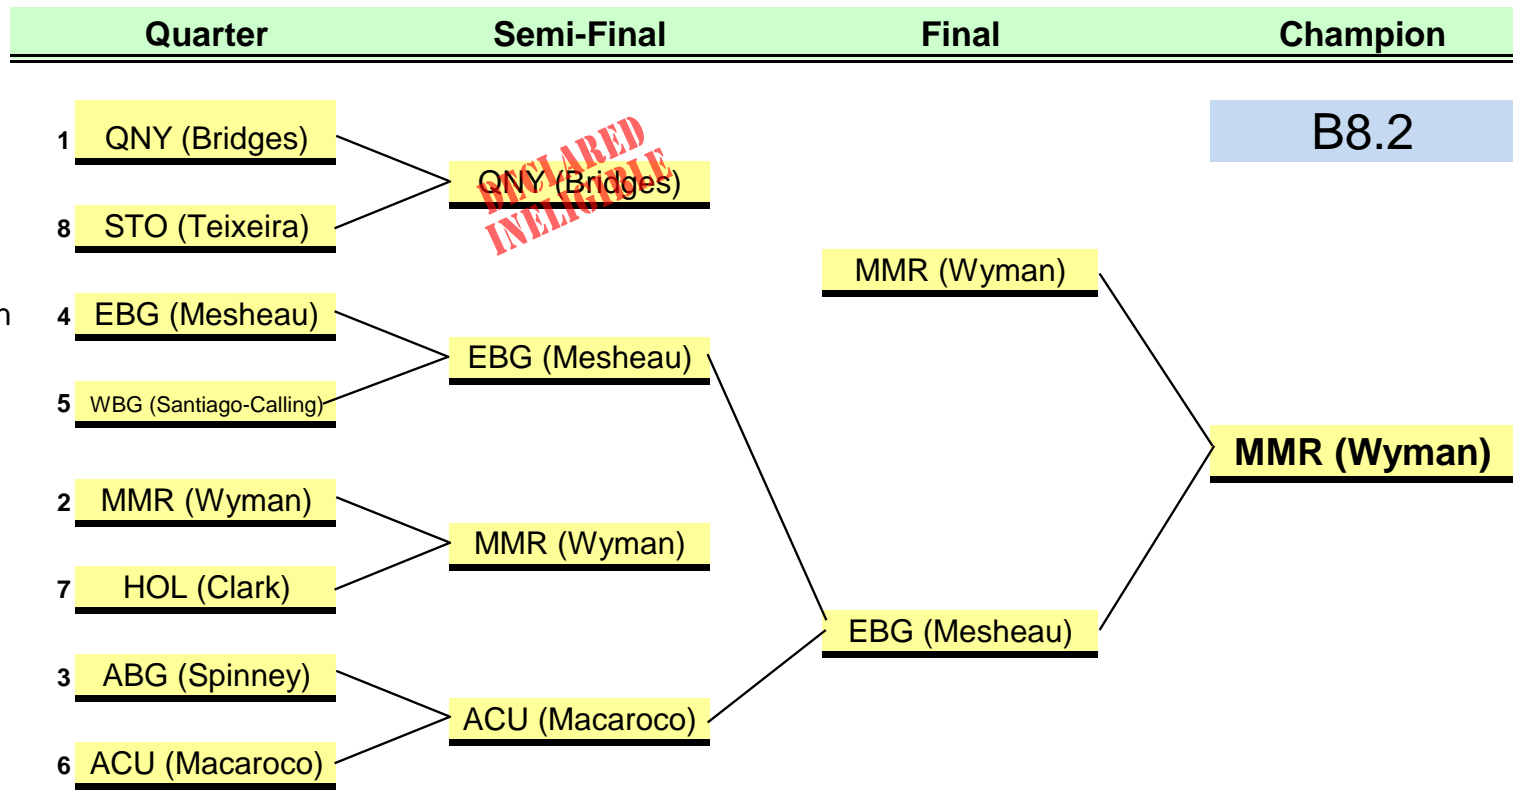 Quarter Semi-Final Final Champion
B8.2
1 QNY (Bridges)
QNY (Bridges)
DECLARED
INELIGIBLE
8 STO (Teixeira)
MMR (Wyman)
n 4 EBG (Mesheau)
EBG (Mesheau)
5 WBG (Santiago-Calling)
MMR (Wyman)
2 MMR (Wyman)
MMR (Wyman)
7 HOL (Clark)
EBG (Mesheau)
3 ABG (Spinney)
ACU (Macaroco)
6 ACU (Macaroco)